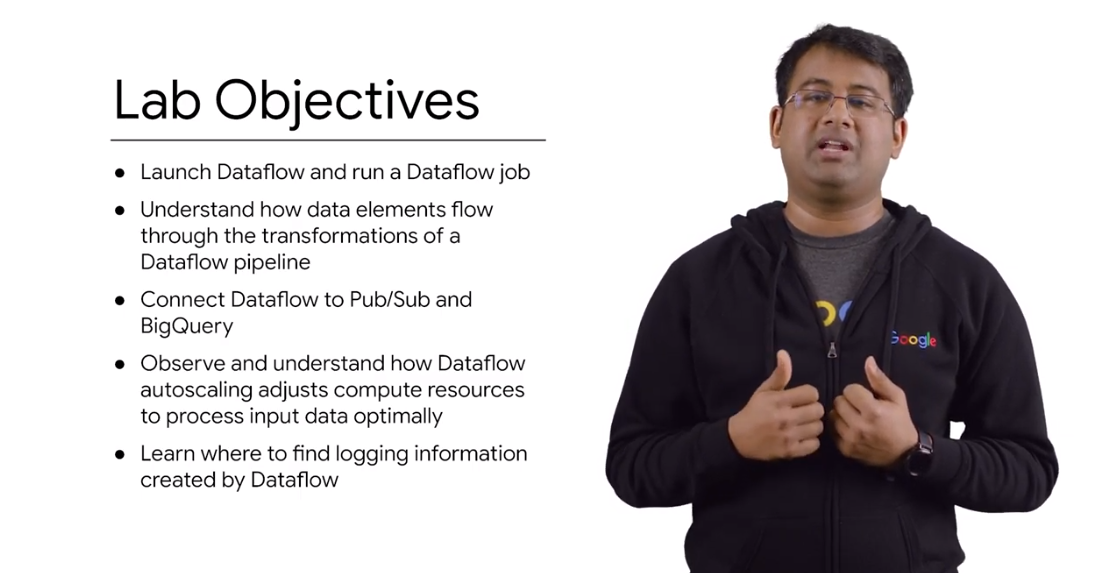 Lab Objectives
● Launch Dataflow and run a Dataflow job
● Understand how data elements flow
through the transformations of a
Dataflow pipeline
● Connect Dataflow to Pub/Sub and
BigQuery
● Observe and understand how Dataflow
autoscaling adjusts compute resources
to process input data optimally
● Learn where to find logging information
created by Dataflow
Google